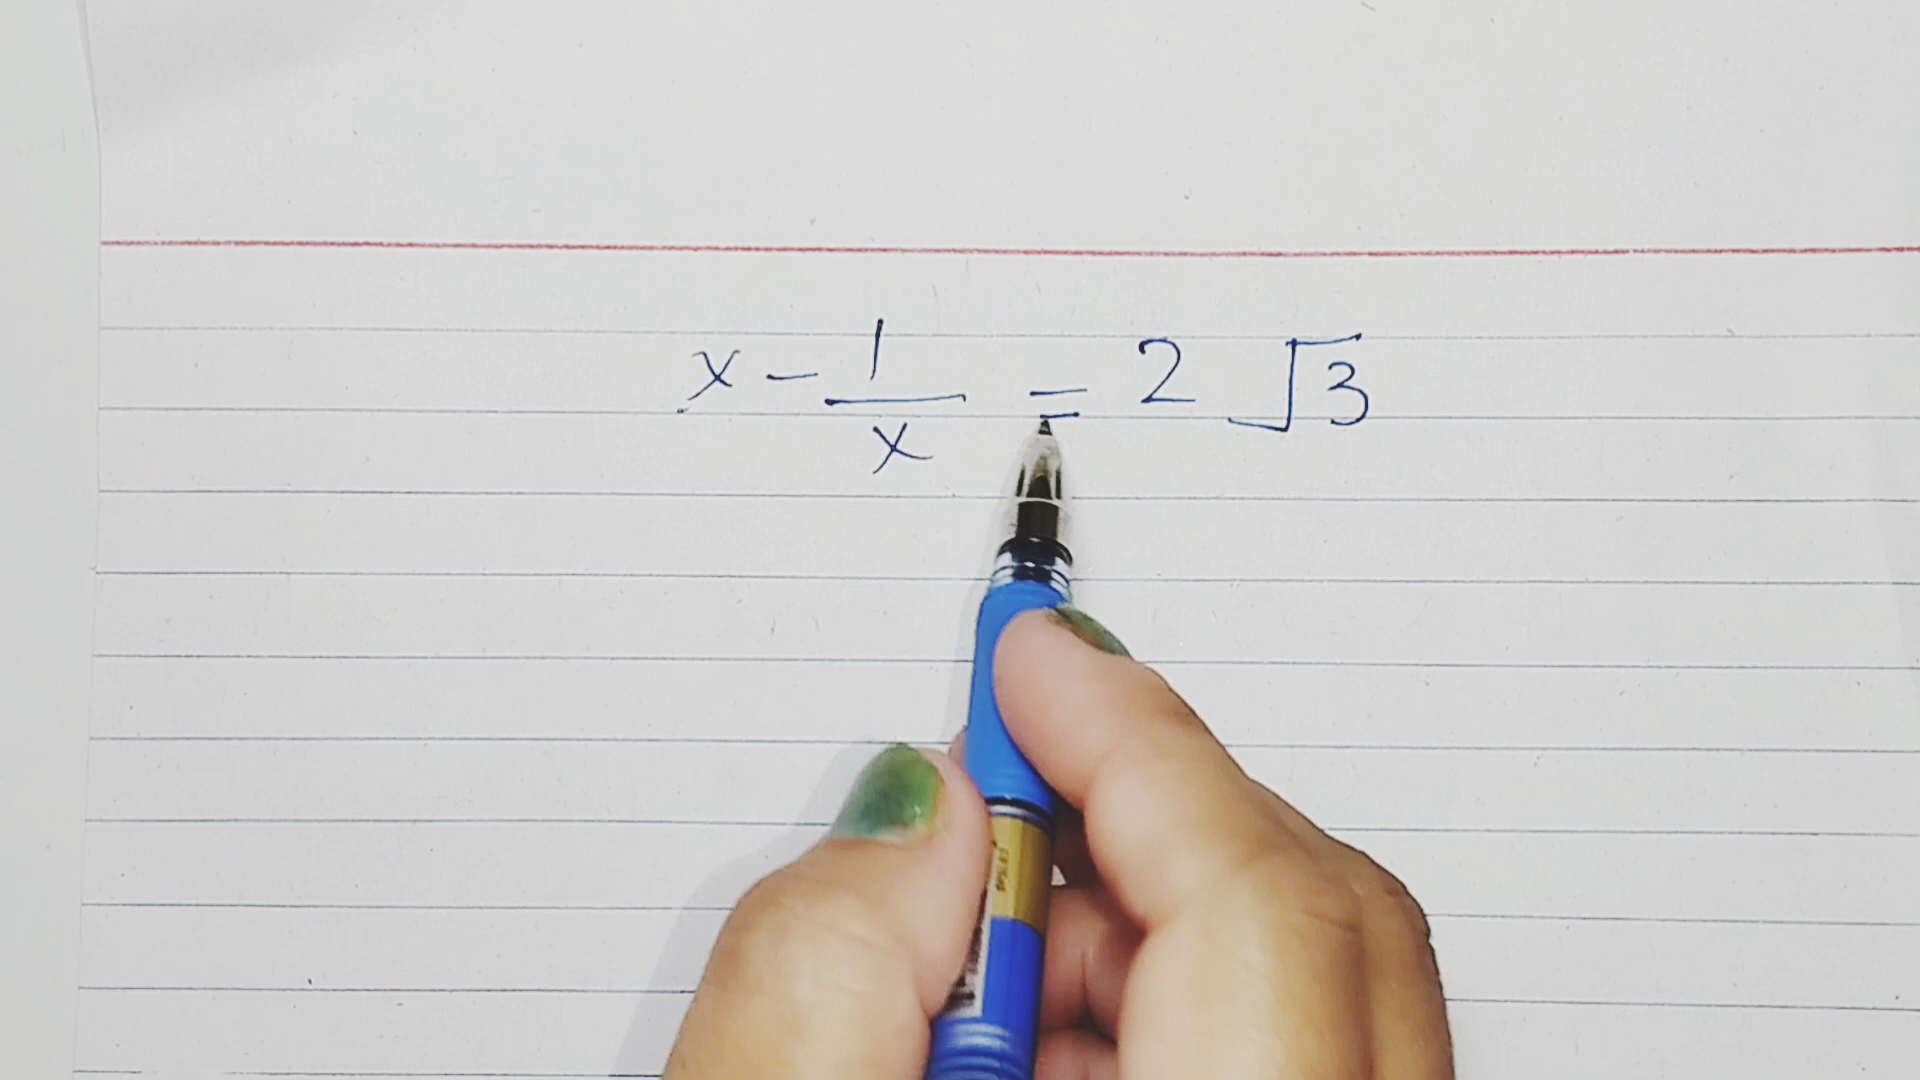 x - 1/x = 2 √3